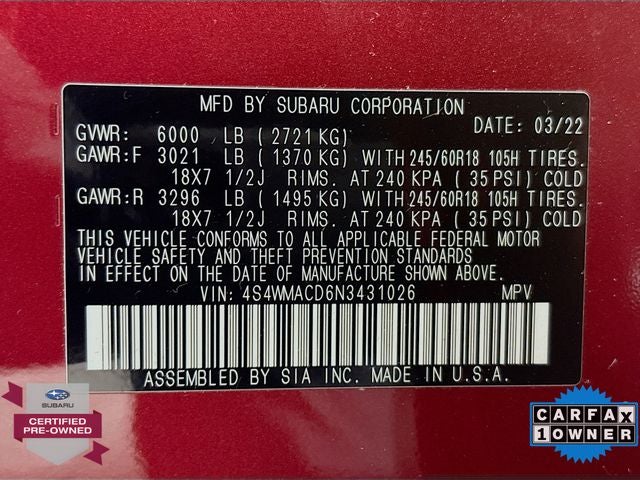 MFD BY SUBARU CORPORATION
GVWR: 6000 LB ( 2721 KG) DATE: 03/22
GAWR:F 3021 LB ( 1370 KG) WITH 245/60R18 105H TIRES.
18X7 1/2J RIMS. AT 240 KPA ( 35 PSI) COLD
GAWR:R 3296 LB ( 1495 KG) WITH 245/60R18 105H TIRES.
18X7 1/2J RIMS. AT 240 KPA ( 35 PSI) COLD
THIS VEHICLE CONFORMS TO ALL APPLICABLE FEDERAL MOTOR
VEHICLE SAFETY AND THEFT PREVENTION STANDARDS
IN EFFECT ON THE DATE OF MANUFACTURE SHOWN ABOVE.
VIN: 4S4WMACD6N3431026 MPV
ASSEMBLED BY SIA INC. MADE IN U.S.A.
SUBARU
CERTIFIED
PRE-OWNED
CARFAX
1 OWNER